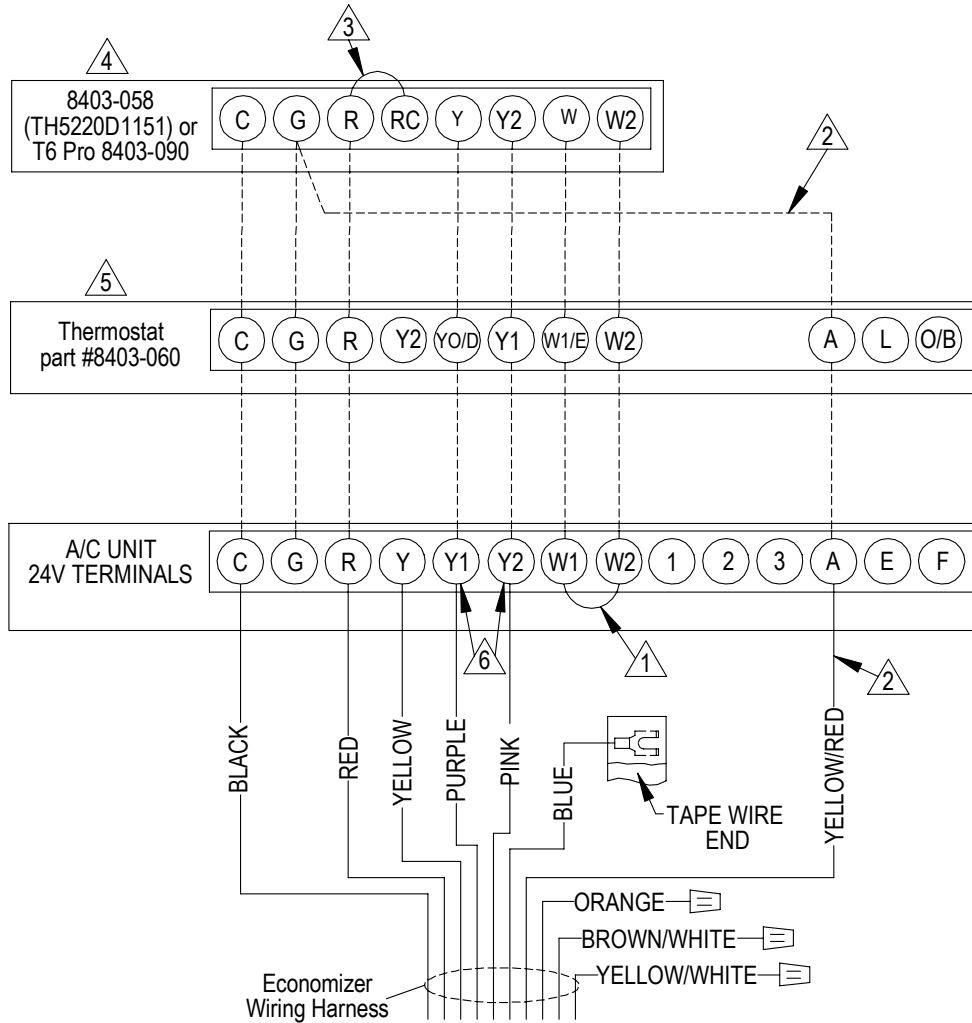 3
4
8403-058
(TH5220D1151) or
T6 Pro 8403-090
C G R RC Y Y2 W W2
2
5
Thermostat
part #8403-060
C G R Y2 YO/D Y1 W1/E W2 A L O/B
A/C UNIT
24V TERMINALS
C G R Y Y1 Y2 W1 W2 1 2 3 A E F
6
1
2
BLACK
RED
YELLOW
PURPLE
PINK
BLUE
TAPE WIRE
END
YELLOW/RED
ORANGE
BROWN/WHITE
YELLOW/WHITE
Economizer
Wiring Harness